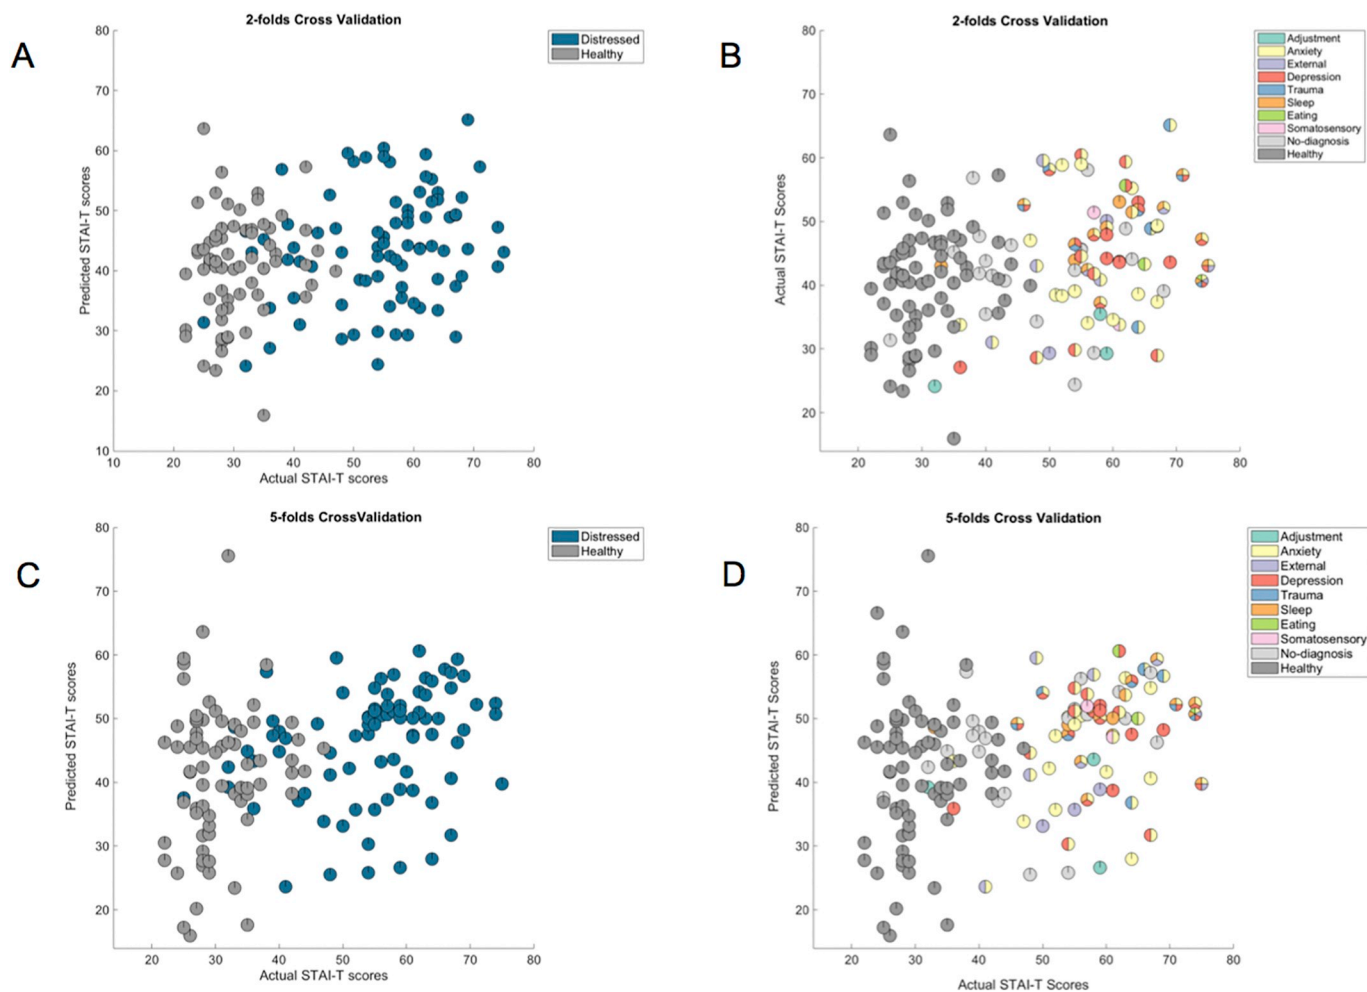 A
2-folds Cross Validation
Distressed
Healthy
Predicted STAI-T scores
80
70
60
50
40
30
20
10
10 20 30 40 50 60 70 80
Actual STAI-T scores
B
2-folds Cross Validation
Adjustment
Anxiety
External
Depression
Trauma
Sleep
Eating
Somatosensory
No-diagnosis
Healthy
Actual STAI-T Scores
80
70
60
50
40
30
20
20 30 40 50 60 70 80
C
5-folds CrossValidation
Distressed
Healthy
Predicted STAI-T scores
80
70
60
50
40
30
20
20 30 40 50 60 70 80
Actual STAI-T scores
D
5-folds Cross Validation
Adjustment
Anxiety
External
Depression
Trauma
Sleep
Eating
Somatosensory
No-diagnosis
Healthy
Predicted STAI-T scores
80
70
60
50
40
30
20
20 30 40 50 60 70 80
Actual STAI-T Scores